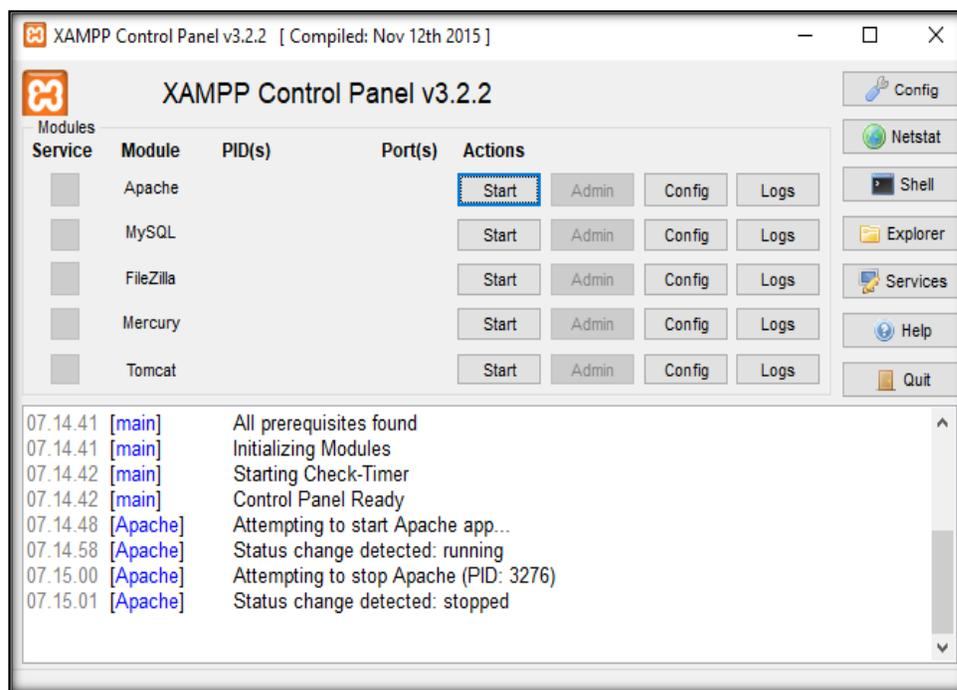 XAMPP Control Panel v3.2.2 [ Compiled: Nov 12th 2015 ]
XAMPP Control Panel v3.2.2
Config
Modules
Service Module PID(s) Port(s) Actions
Netstat
Apache Start Admin Config Logs
Shell
MySQL Start Admin Config Logs
Explorer
FileZilla Start Admin Config Logs
Services
Mercury Start Admin Config Logs
Help
Tomcat Start Admin Config Logs
Quit
07.14.41 [main] All prerequisites found
07.14.41 [main] Initializing Modules
07.14.42 [main] Starting Check-Timer
07.14.42 [main] Control Panel Ready
07.14.48 [Apache] Attempting to start Apache app...
07.14.58 [Apache] Status change detected: running
07.15.00 [Apache] Attempting to stop Apache (PID: 3276)
07.15.01 [Apache] Status change detected: stopped